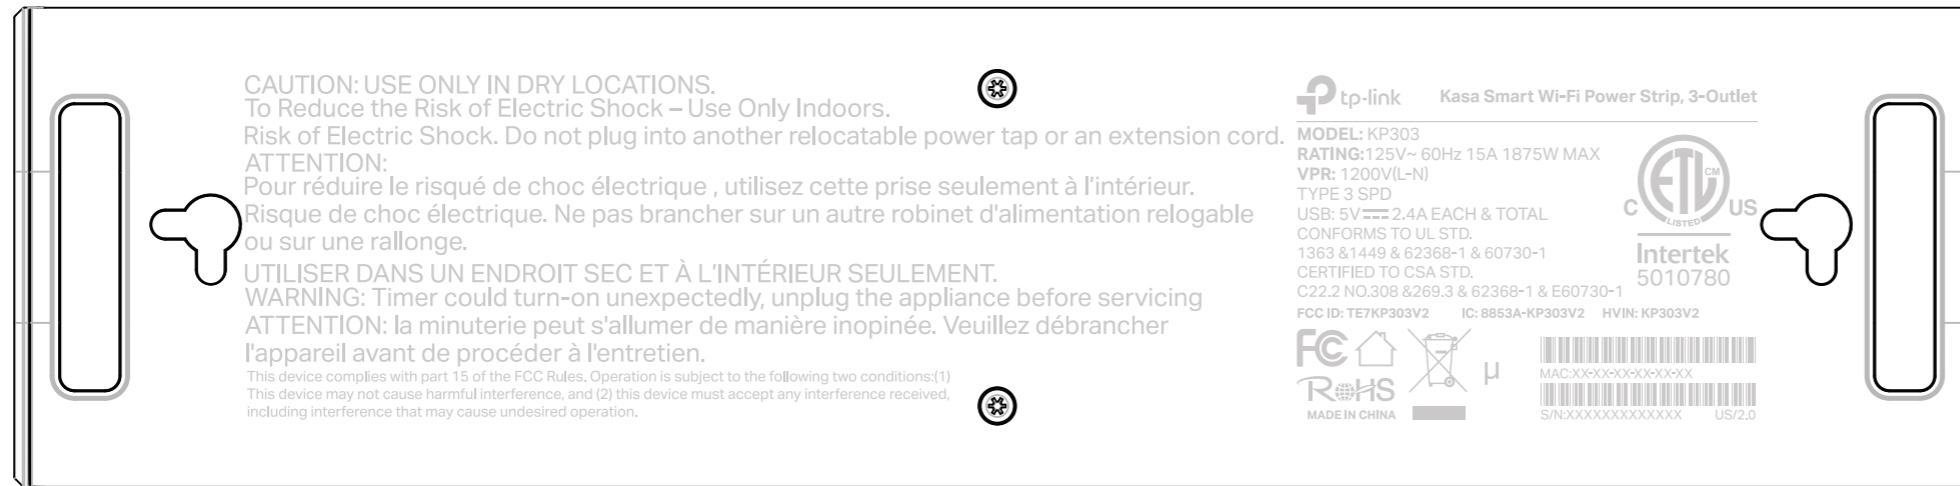 CAUTION: USE ONLY IN DRY LOCATIONS.
To Reduce the Risk of Electric Shock – Use Only Indoors.
Risk of Electric Shock. Do not plug into another relocatable power tap or an extension cord.
ATTENTION:
Pour réduire le risqué de choc électrique , utilisez cette prise seulement à l'intérieur.
Risque de choc électrique. Ne pas brancher sur un autre robinet d'alimentation relogable
ou sur une rallonge.
UTILISER DANS UN ENDROIT SEC ET À L'INTÉRIEUR SEULEMENT.
WARNING: Timer could turn-on unexpectedly, unplug the appliance before servicing
ATTENTION: la minuterie peut s'allumer de manière inopinée. Veuillez débrancher
l'appareil avant de procéder à l'entretien.
This device complies with part 15 of the FCC Rules. Operation is subject to the following two conditions:(1)
This device may not cause harmful interference, and (2) this device must accept any interference received,
including interference that may cause undesired operation.
tp-link Kasa Smart Wi-Fi Power Strip, 3-Outlet
MODEL: KP303
RATING:125V~ 60Hz 15A 1875W MAX
VPR: 1200V(L-N)
TYPE 3 SPD
USB: 5V⎓2.4A EACH & TOTAL
CONFORMS TO UL STD.
1363 &1449 & 62368-1 & 60730-1
CERTIFIED TO CSA STD.
C22.2 NO.308 &269.3 & 62368-1 & E60730-1
ETL CM
C US
LISTED
Intertek
5010780
FCC ID: TE7KP303V2 IC: 8853A-KP303V2 HVIN: KP303V2
FC
RoHS
µ
MADE IN CHINA
MAC:XX-XX-XX-XX-XX-XX
S/N:XXXXXXXXXXXXX US/2.0